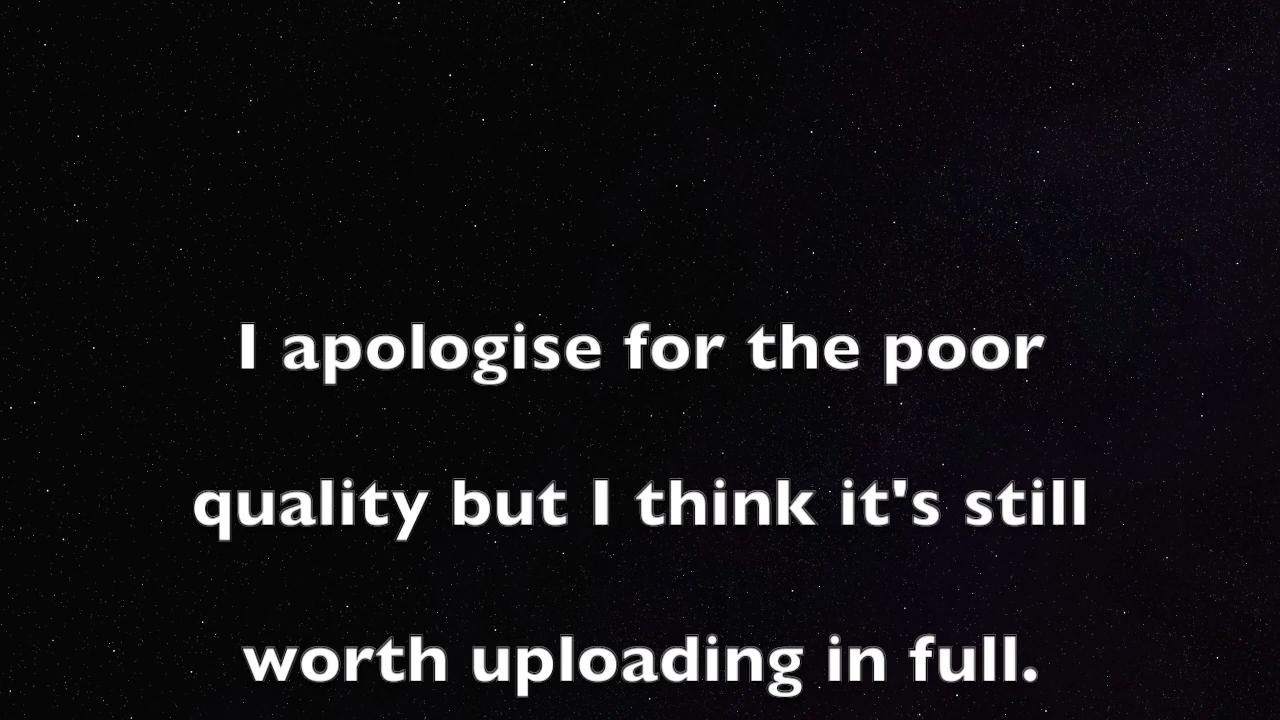 I apologise for the poor
quality but I think it's still
worth uploading in full.